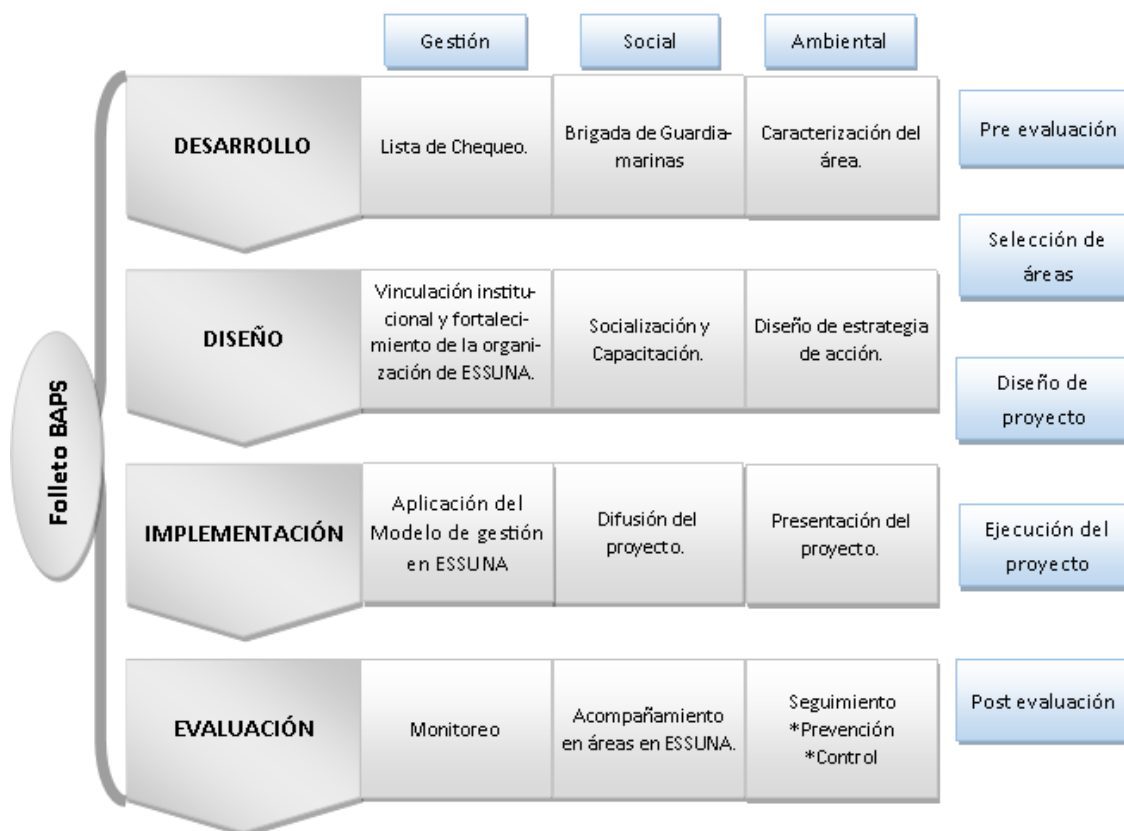 Gestión
Social
Ambiental
Folleto BAPS
DESARROLLO
Lista de Chequeo.
Brigada de Guardia-
marinas
Caracterización del
área.
Pre evaluación
Selección de
áreas
DISEÑO
Vinculación institu-
cional y fortaleci-
miento de la organi-
zación de ESSUNA.
Socialización y
Capacitación.
Diseño de estrategia
de acción.
Diseño de
proyecto
IMPLEMENTACIÓN
Aplicación del
Modelo de gestión
en ESSUNA
Difusión del
proyecto.
Presentación del
proyecto.
Ejecución del
proyecto
EVALUACIÓN
Monitoreo
Acompañamiento
en áreas en ESSUNA.
Seguimiento
*Prevención
*Control
Post evaluación